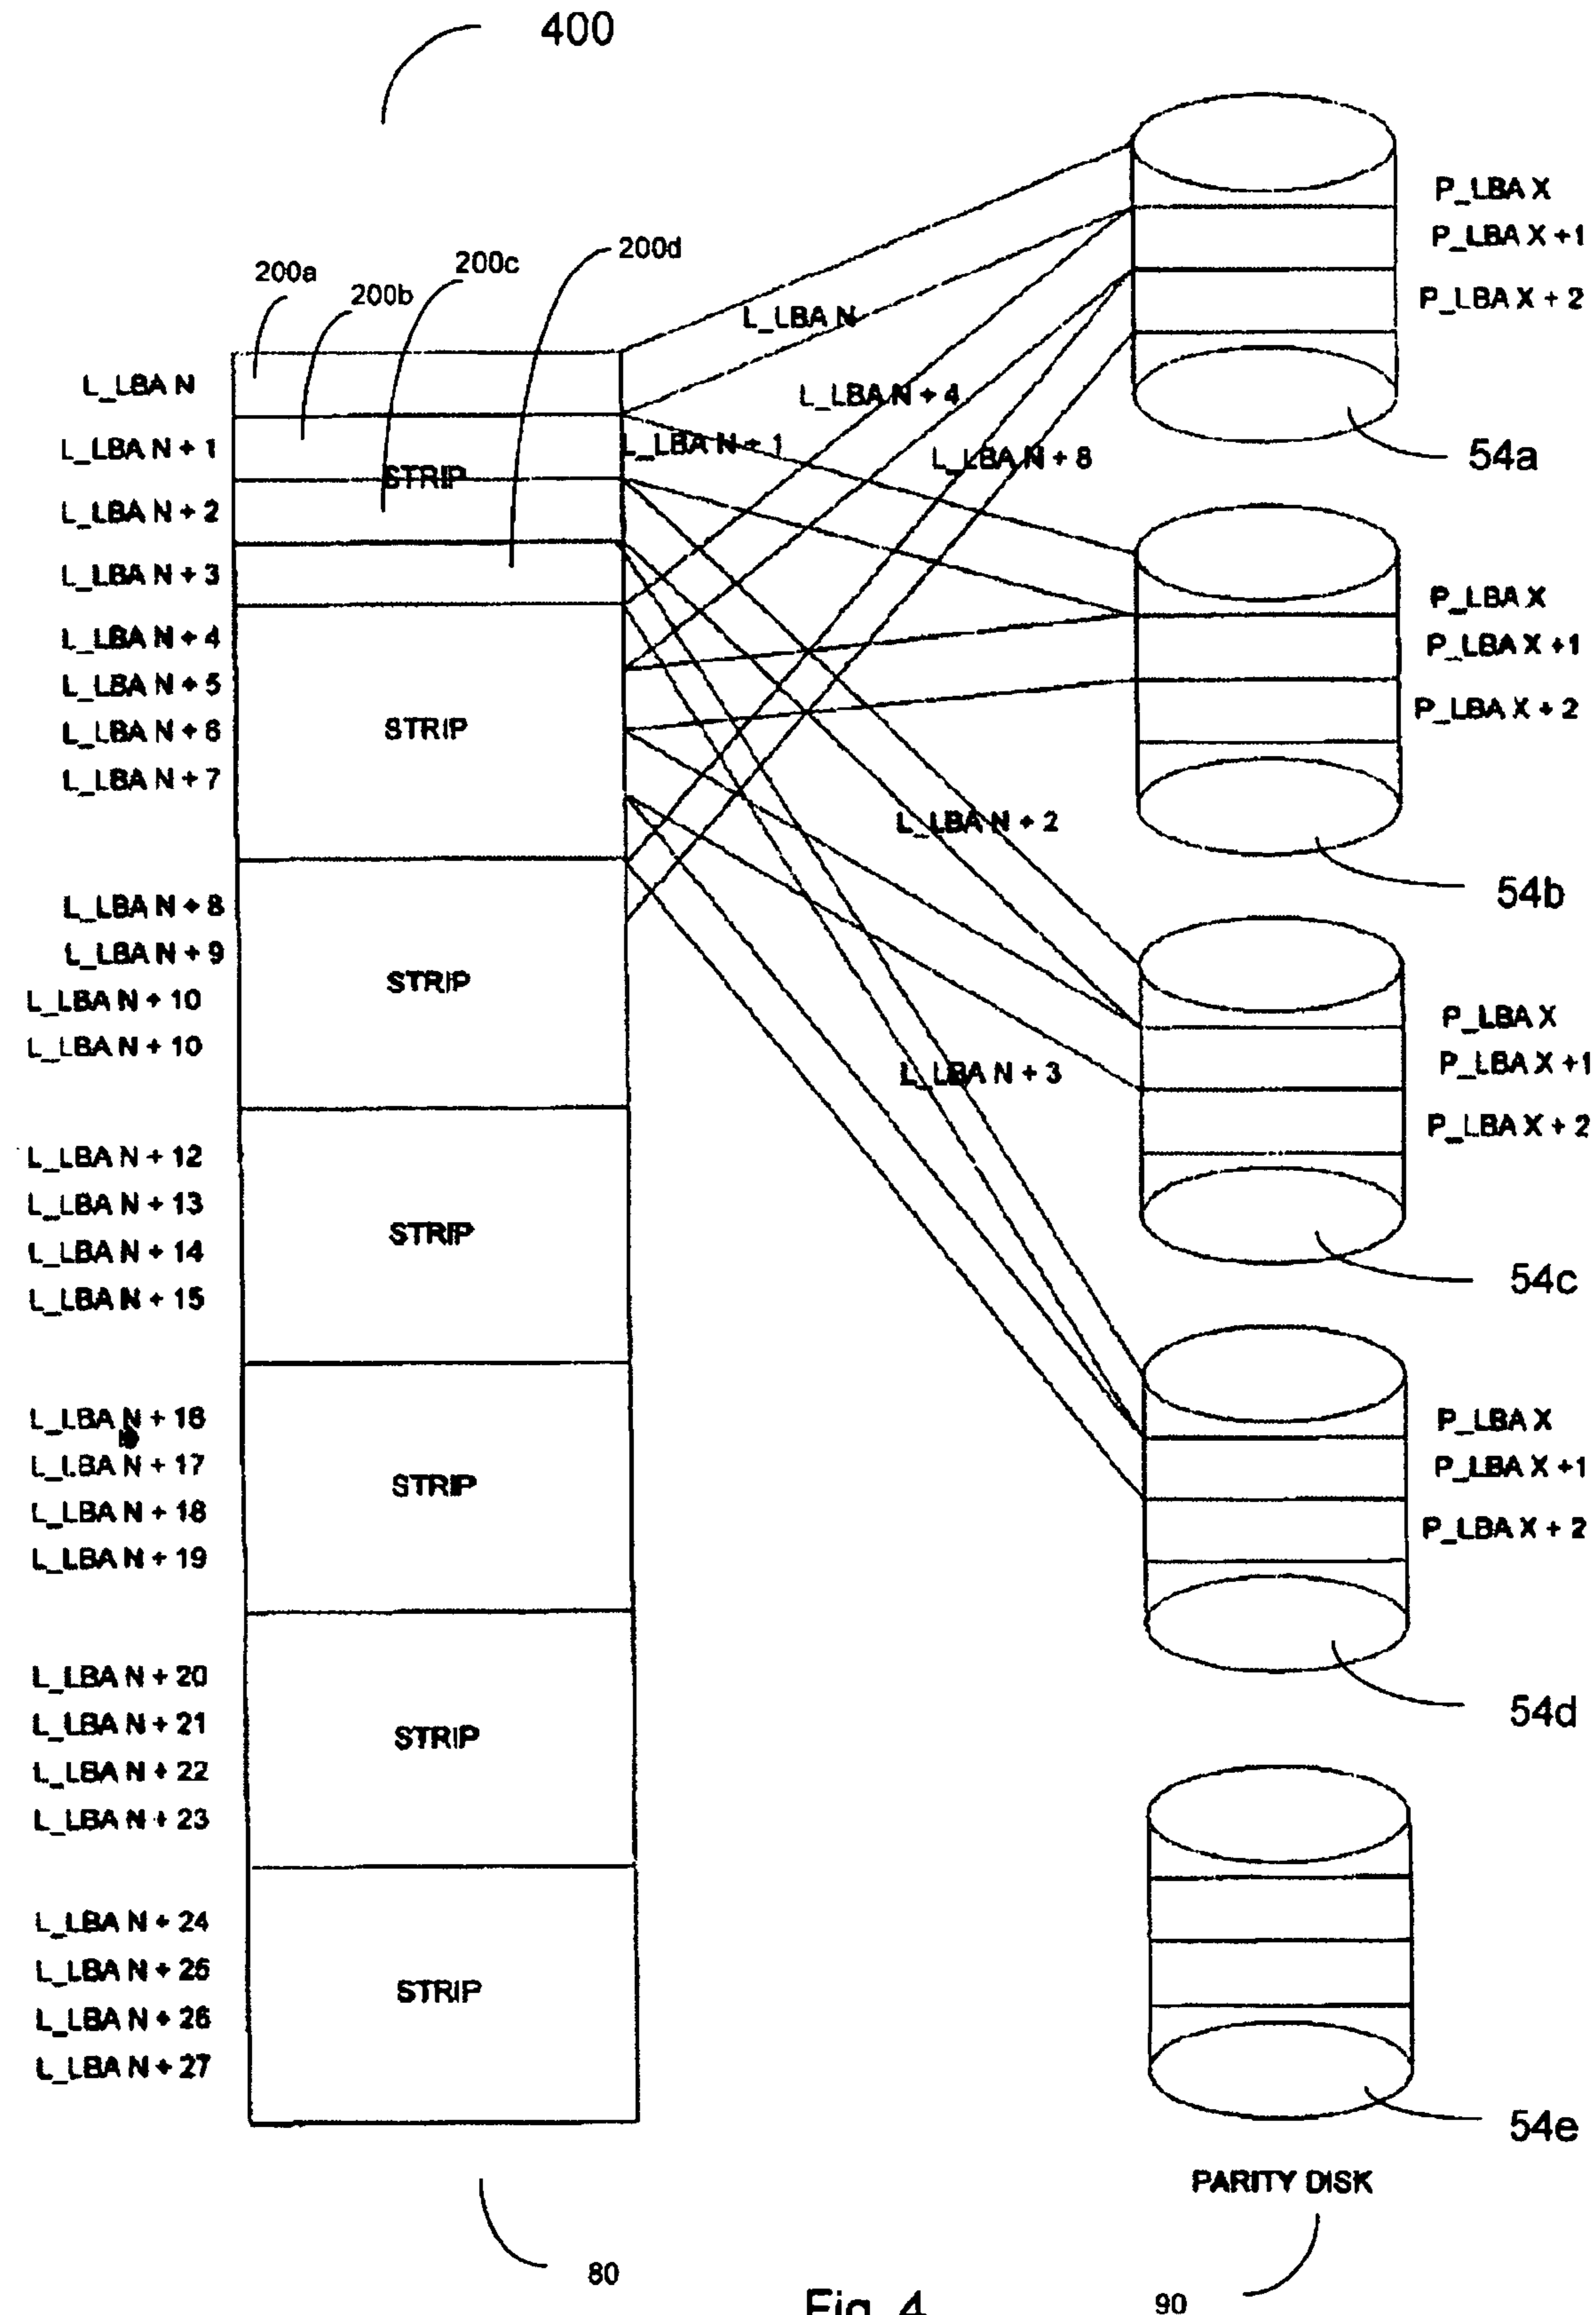 400
200a
200b
200c
200d
L_LBA N
L_LBA N + 1
L_LBA N + 2
L_LBA N + 3
STRIP
L_LBA N + 4
L_LBA N + 5
L_LBA N + 6
L_LBA N + 7
STRIP
L_LBA N + 8
L_LBA N + 9
L_LBA N + 10
L_LBA N + 10
STRIP
L_LBA N + 12
L_LBA N + 13
L_LBA N + 14
L_LBA N + 15
STRIP
L_LBA N + 16
L_LBA N + 17
L_LBA N + 18
L_LBA N + 19
STRIP
L_LBA N + 20
L_LBA N + 21
L_LBA N + 22
L_LBA N + 23
STRIP
L_LBA N + 24
L_LBA N + 25
L_LBA N + 26
L_LBA N + 27
STRIP
80
L_LBA N
L_LBA N + 4
L_LBA N + 1
L_LBA N + 8
L_LBA N + 2
L_LBA N + 3
P_LBA X
P_LBA X +1
P_LBA X + 2
54a
P_LBA X
P_LBA X +1
P_LBA X + 2
54b
P_LBA X
P_LBA X +1
P_LBA X + 2
54c
P_LBA X
P_LBA X +1
P_LBA X + 2
54d
54e
PARITY DISK
90
Fig. 4